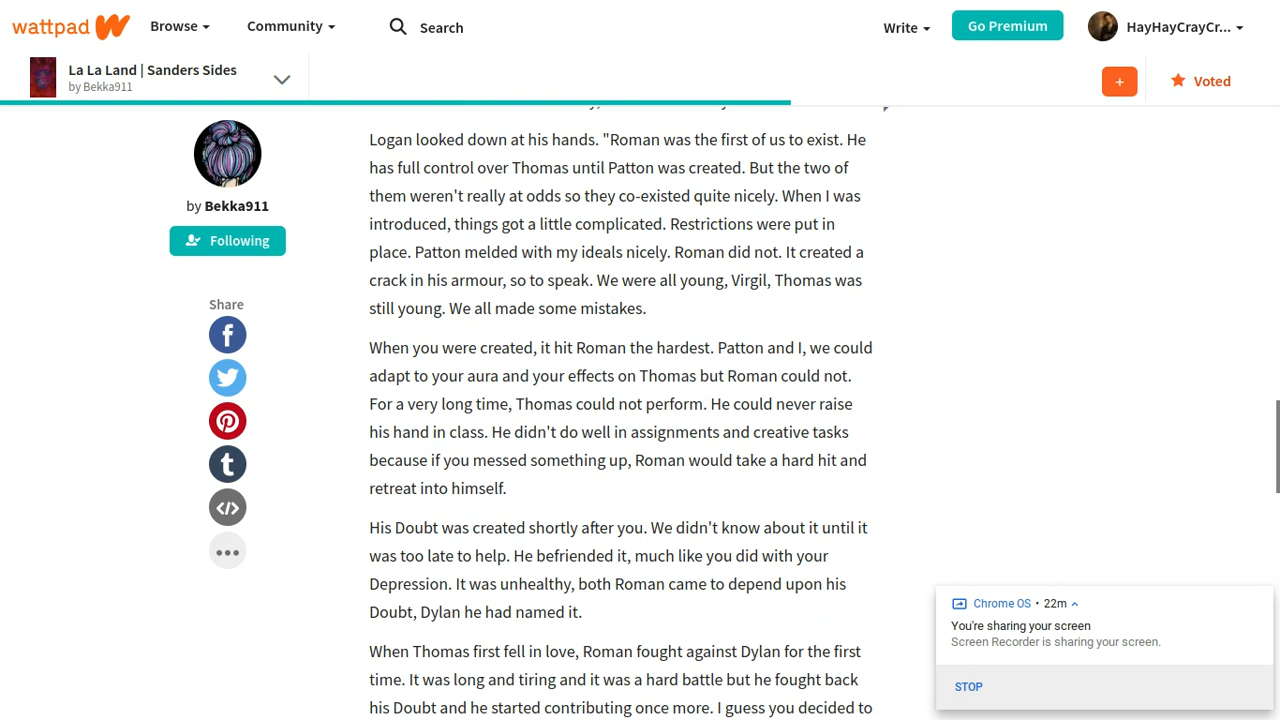 wattpad
Browse
Community
Search
Write
Go Premium
HayHayCrayCr...
La La Land | Sanders Sides
by Bekka911
+
Voted
by Bekka911
Following
Share
Logan looked down at his hands. "Roman was the first of us to exist. He
has full control over Thomas until Patton was created. But the two of
them weren't really at odds so they co-existed quite nicely. When I was
introduced, things got a little complicated. Restrictions were put in
place. Patton melded with my ideals nicely. Roman did not. It created a
crack in his armour, so to speak. We were all young, Virgil, Thomas was
still young. We all made some mistakes.
When you were created, it hit Roman the hardest. Patton and I, we could
adapt to your aura and your effects on Thomas but Roman could not.
For a very long time, Thomas could not perform. He could never raise
his hand in class. He didn't do well in assignments and creative tasks
because if you messed something up, Roman would take a hard hit and
retreat into himself.
His Doubt was created shortly after you. We didn't know about it until it
was too late to help. He befriended it, much like you did with your
Depression. It was unhealthy, both Roman came to depend upon his
Doubt, Dylan he had named it.
When Thomas first fell in love, Roman fought against Dylan for the first
time. It was long and tiring and it was a hard battle but he fought back
his Doubt and he started contributing once more. I guess you decided to
Chrome OS • 22m
You're sharing your screen
Screen Recorder is sharing your screen.
STOP